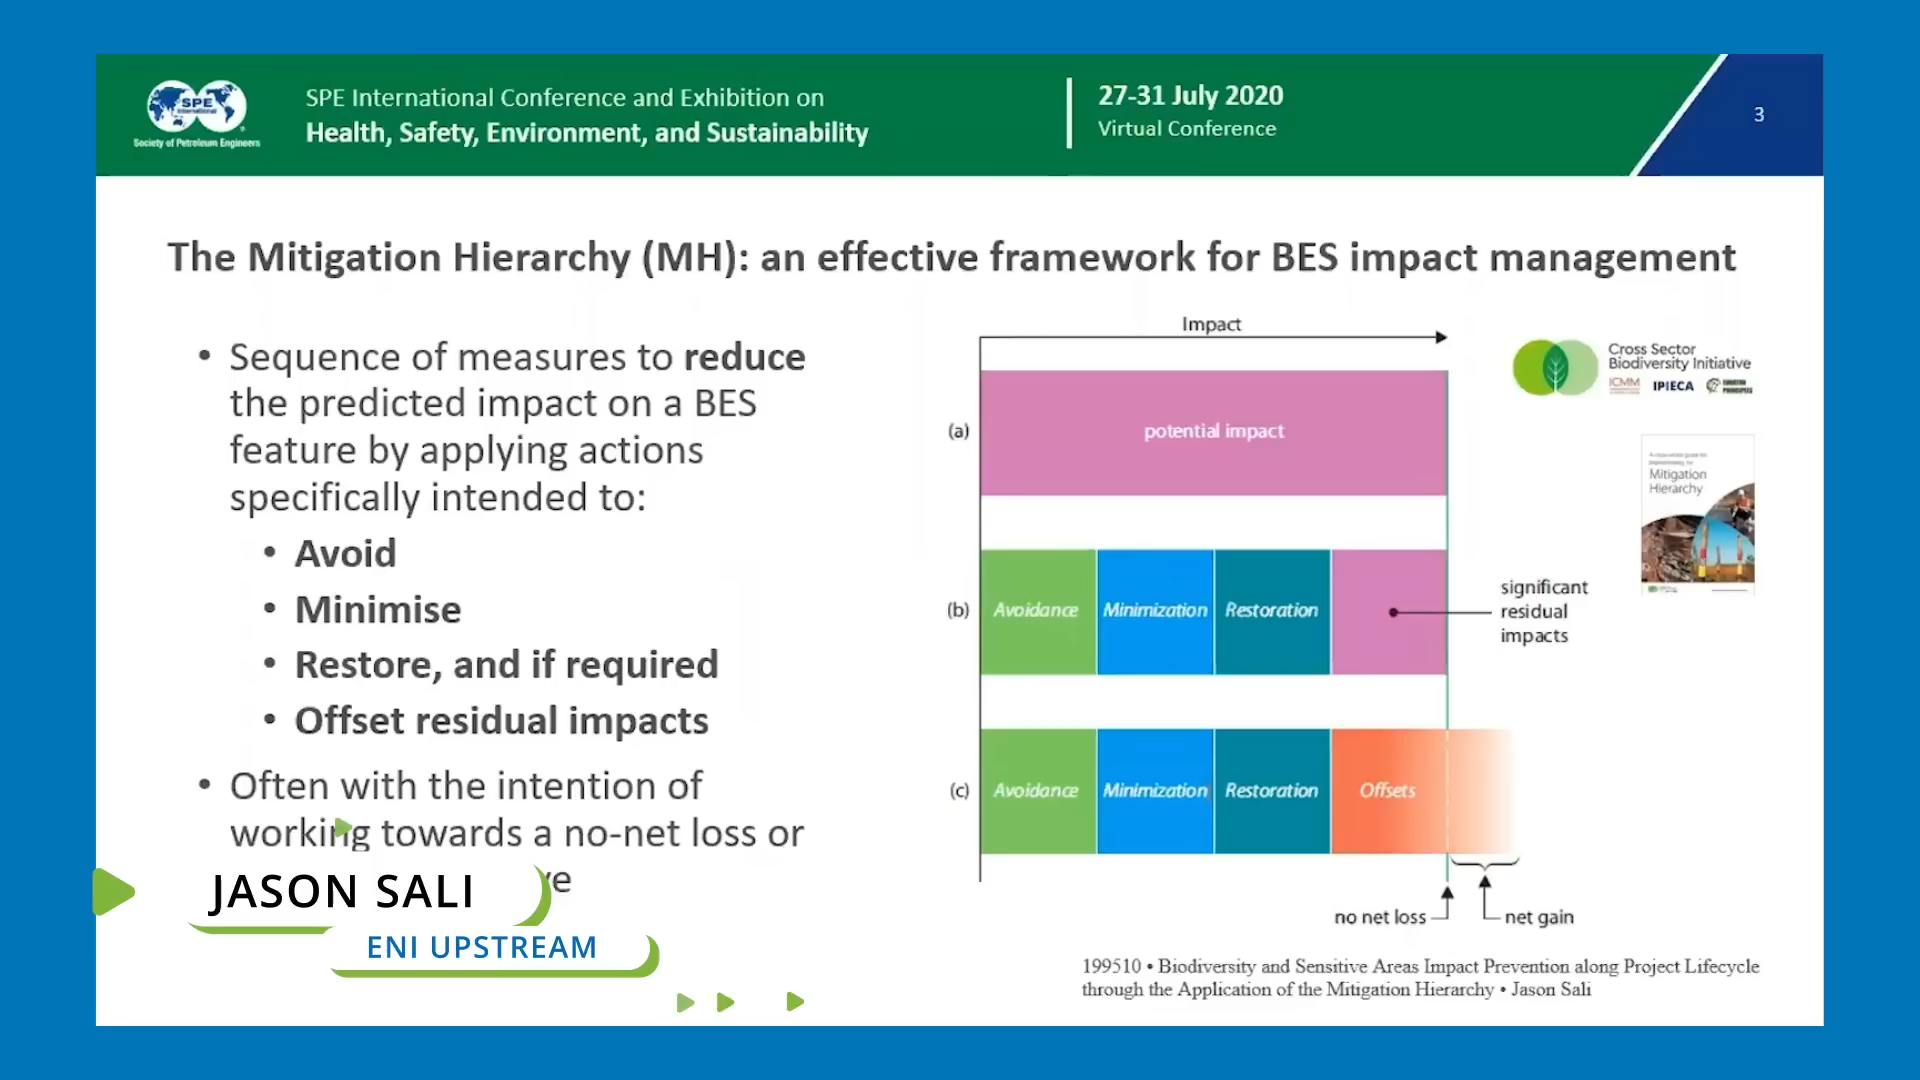 SPE
International
Society of Petroleum Engineers
SPE International Conference and Exhibition on
Health, Safety, Environment, and Sustainability
27-31 July 2020
Virtual Conference
3
The Mitigation Hierarchy (MH): an effective framework for BES impact management
• Sequence of measures to reduce
the predicted impact on a BES
feature by applying actions
specifically intended to:
• Avoid
• Minimise
• Restore, and if required
• Offset residual impacts
• Often with the intention of
working towards a no-net loss or
JASON SALI
ENI UPSTREAM
Impact
(a)
potential impact
(b)
Avoidance
Minimization
Restoration
significant
residual
impacts
(c)
Avoidance
Minimization
Restoration
Offsets
no net loss
net gain
Cross Sector
Biodiversity Initiative
ICMM
IPIECA
Mitigation
Hierarchy
199510 • Biodiversity and Sensitive Areas Impact Prevention along Project Lifecycle
through the Application of the Mitigation Hierarchy • Jason Sali